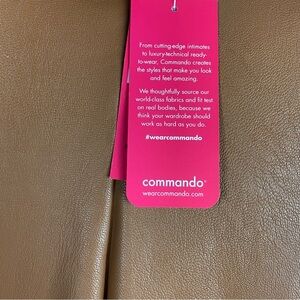 From cutting-edge intimates
to luxury-technical ready-
to-wear, Commando creates
the styles that make you look
and feel amazing.
We thoughtfully source our
world-class fabrics and fit test
on real bodies, because we
think your wardrobe should
work as hard as you do.
#wearcommando
commando
wearcommando.com